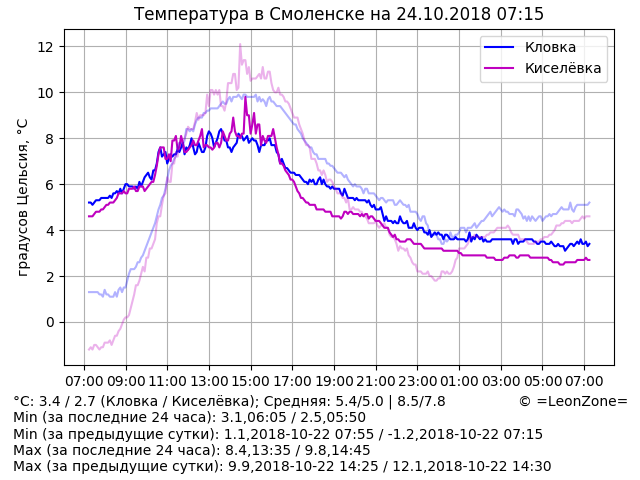 Температура в Смоленске на 24.10.2018 07:15
градусов Цельсия, °C
12
10
8
6
4
2
0
Кловка
Киселёвка
07:00 09:00 11:00 13:00 15:00 17:00 19:00 21:00 23:00 01:00 03:00 05:00 07:00
°C: 3.4 / 2.7 (Кловка / Киселёвка); Средняя: 5.4/5.0 | 8.5/7.8 © =LeonZone=
Min (за последние 24 часа): 3.1,06:05 / 2.5,05:50
Min (за предыдущие сутки): 1.1,2018-10-22 07:55 / -1.2,2018-10-22 07:15
Max (за последние 24 часа): 8.4,13:35 / 9.8,14:45
Max (за предыдущие сутки): 9.9,2018-10-22 14:25 / 12.1,2018-10-22 14:30